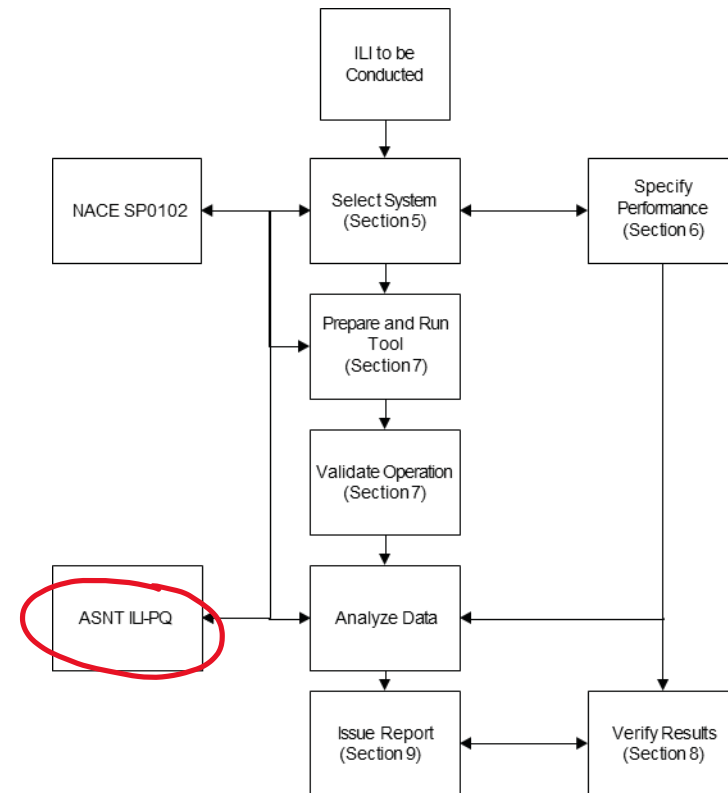 ILI to be
Conducted
NACE SP0102
Select System
(Section 5)
Specify
Performance
(Section 6)
Prepare and Run
Tool
(Section 7)
Validate Operation
(Section 7)
ASNT ILI-PQ
Analyze Data
Issue Report
(Section 9)
Verify Results
(Section 8)